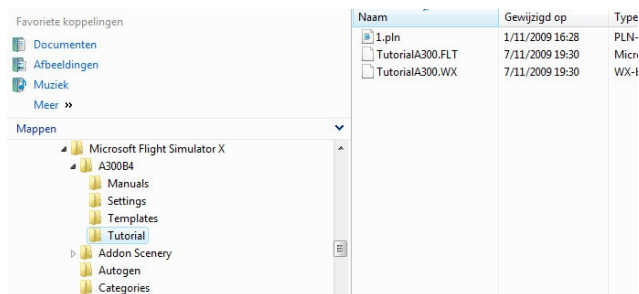 Favoriete koppelingen
Documenten
Afbeeldingen
Muziek
Meer »
Mappen
Microsoft Flight Simulator X
A300B4
Manuals
Settings
Templates
Tutorial
Addon Scenery
Autogen
Categories
Naam Gewijzigd op Type
1.pln 1/11/2009 16:28 PLN-
TutorialA300.FLT 7/11/2009 19:30 Micr
TutorialA300.WX 7/11/2009 19:30 WX-